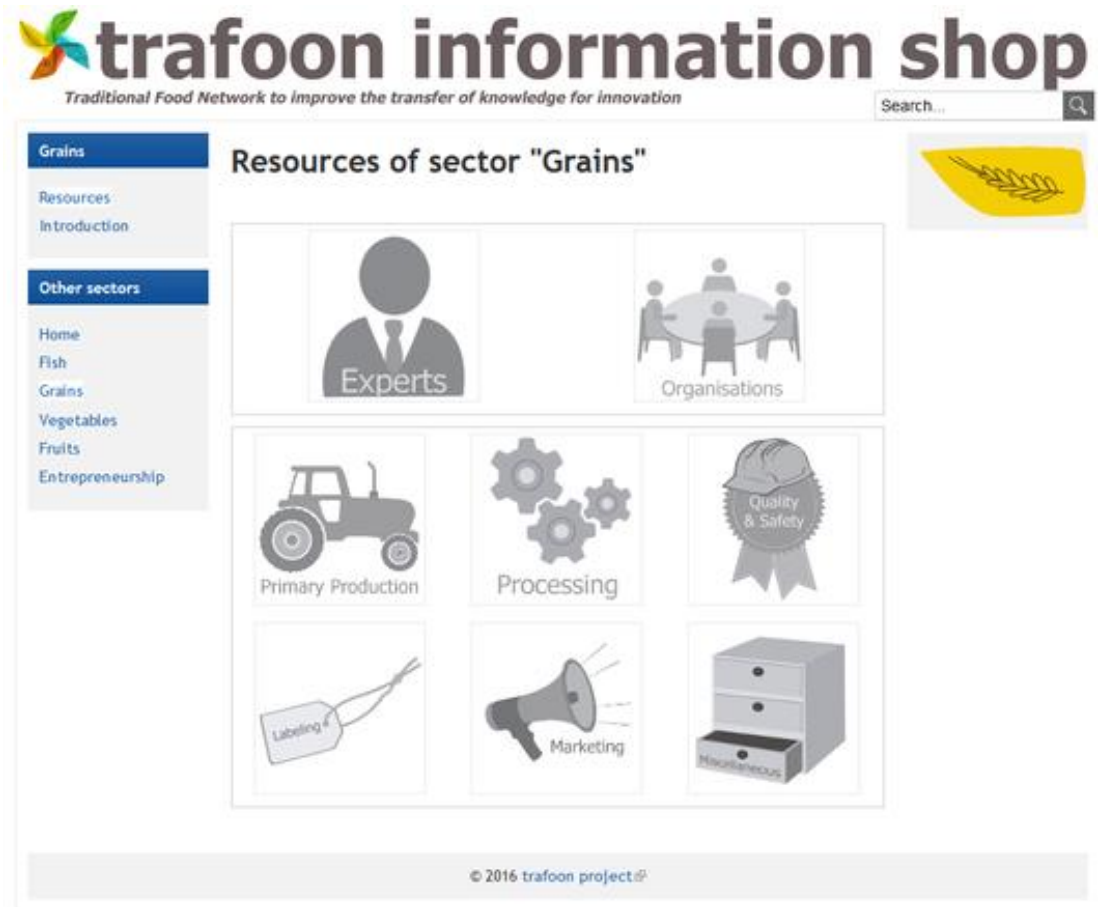 trafoon information shop
Traditional Food Network to improve the transfer of knowledge for innovation
Search...
Grains
Resources
Introduction
Other sectors
Home
Fish
Grains
Vegetables
Fruits
Entrepreneurship
Resources of sector "Grains"
Experts
Organisations
Primary Production
Processing
Quality
& Safety
Labeling
Marketing
Miscellaneous
© 2016 trafoon project